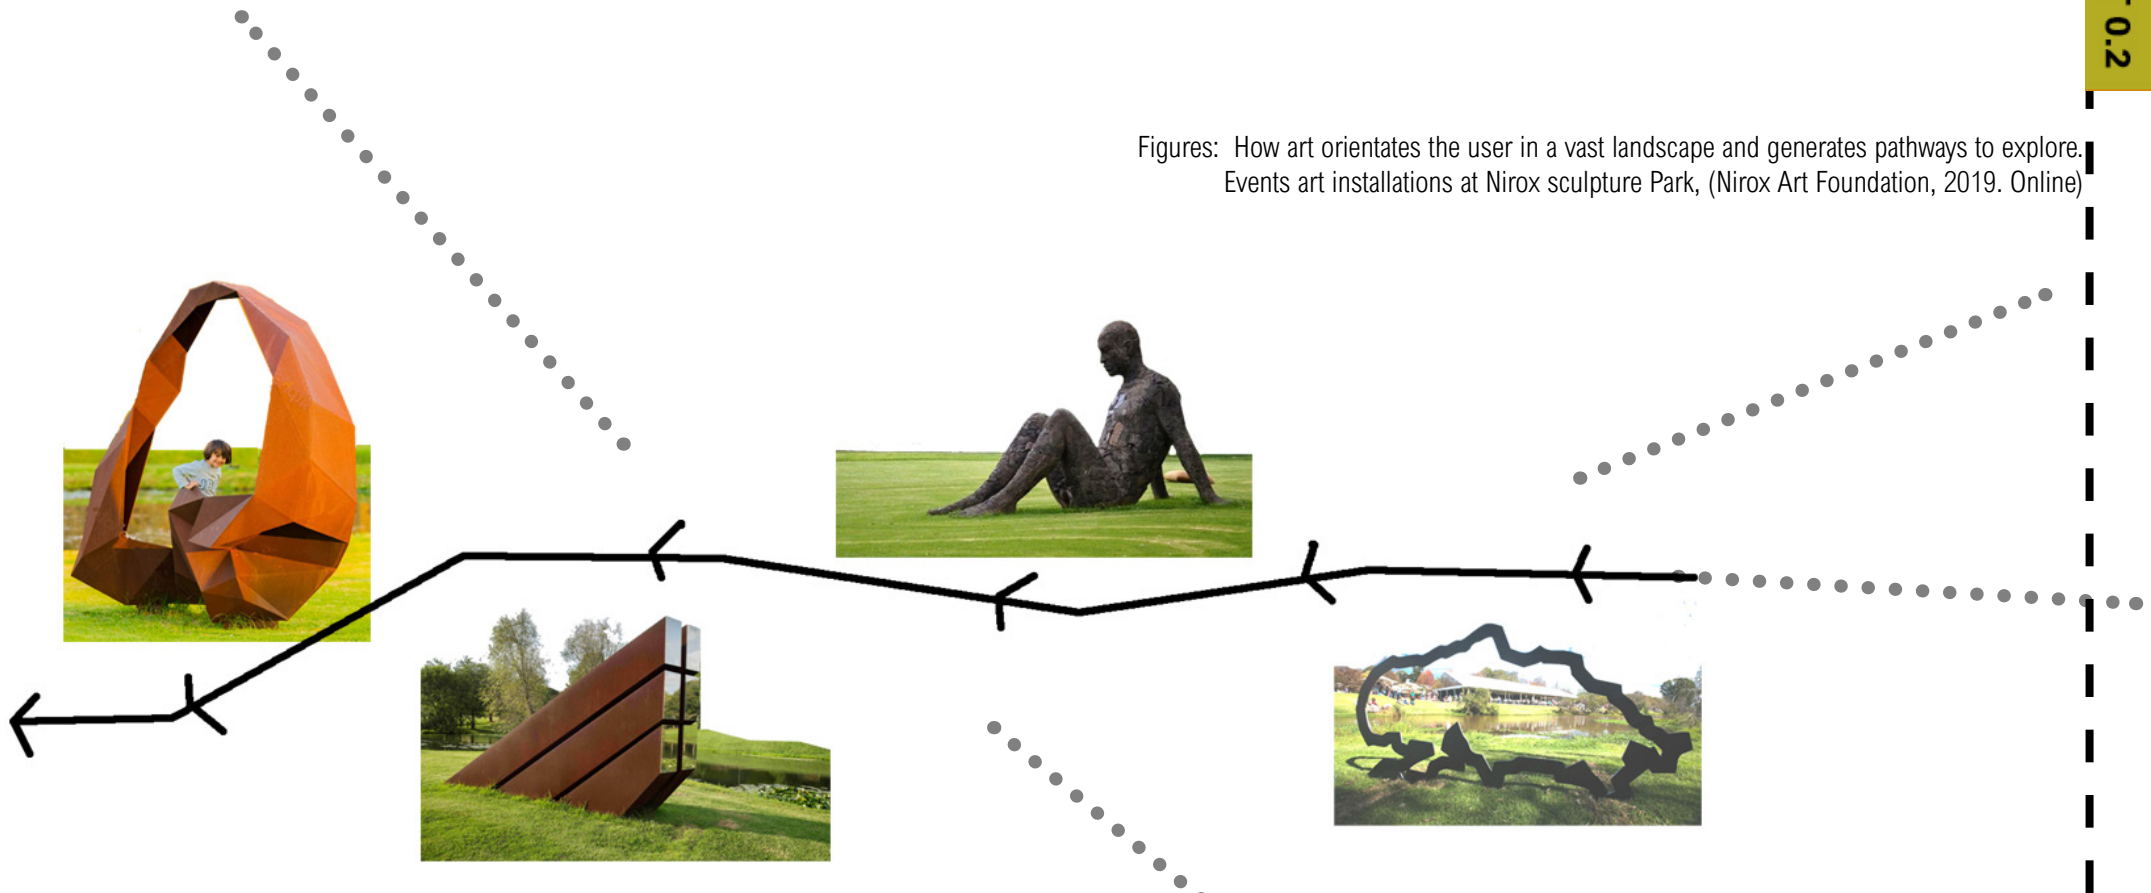 0.2
Figures:  How art orientates the user in a vast landscape and generates pathways to explore.
Events art installations at Nirox sculpture Park, (Nirox Art Foundation, 2019. Online)